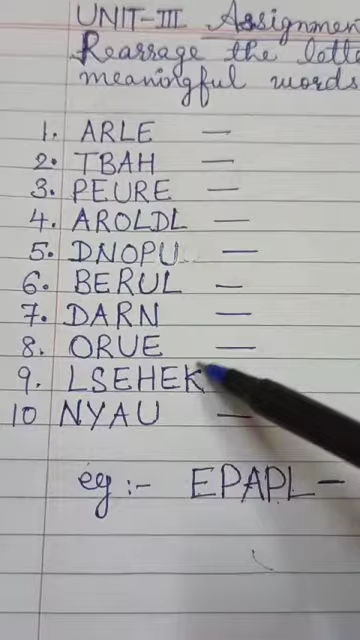 UNIT-III Assignmen
Rearrage the lette
meaningful words
1. ARLE —
2. TBAH —
3. PEURE —
4. AROLDL —
5. DNOPU —
6. BERUL —
7. DARN —
8. ORUE —
9. LSEHEK
10 NYAU —
eg :- EPAPL -